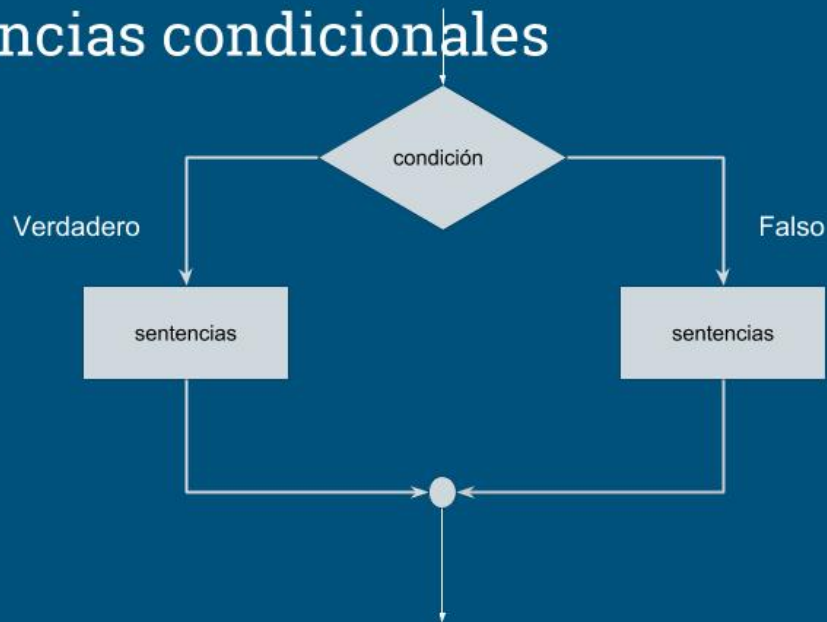 ncias condicionales
condición
Verdadero
Falso
sentencias
sentencias